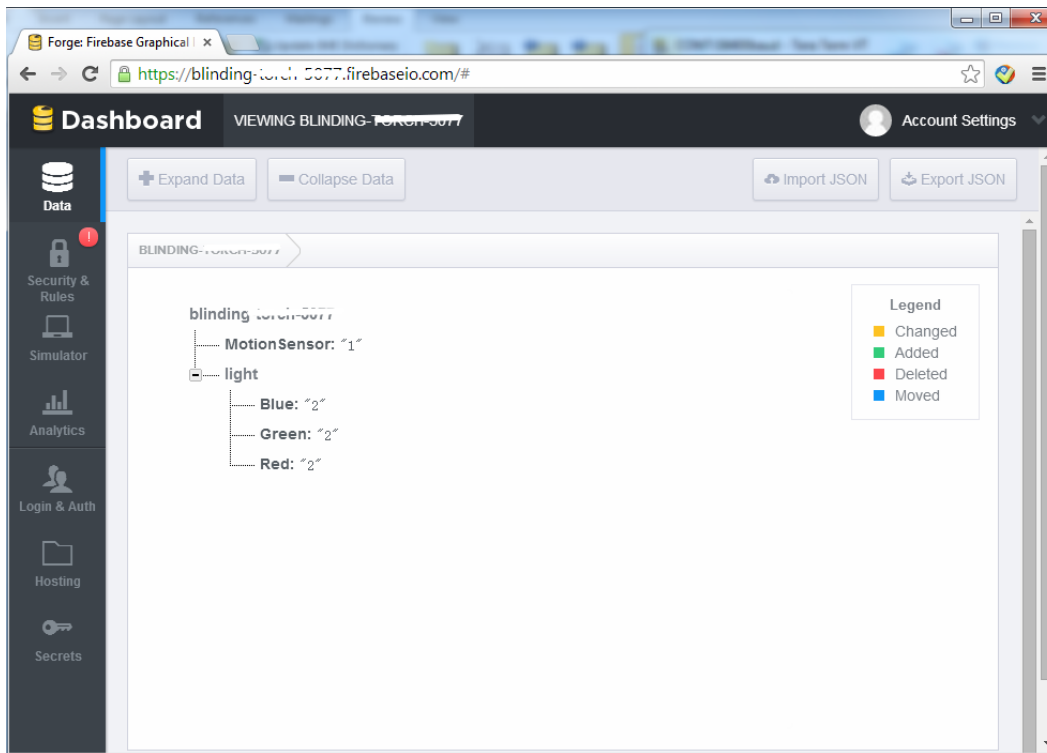 Forge: Firebase Graphical
https://blinding-     .firebaseio.com/#
Dashboard
VIEWING BLINDING-
Account Settings
Data
Expand Data
Collapse Data
Import JSON
Export JSON
Security & Rules
Simulator
Analytics
Login & Auth
Hosting
Secrets
BLINDING-
blinding
MotionSensor: "1"
light
Blue: "2"
Green: "2"
Red: "2"
Legend
Changed
Added
Deleted
Moved